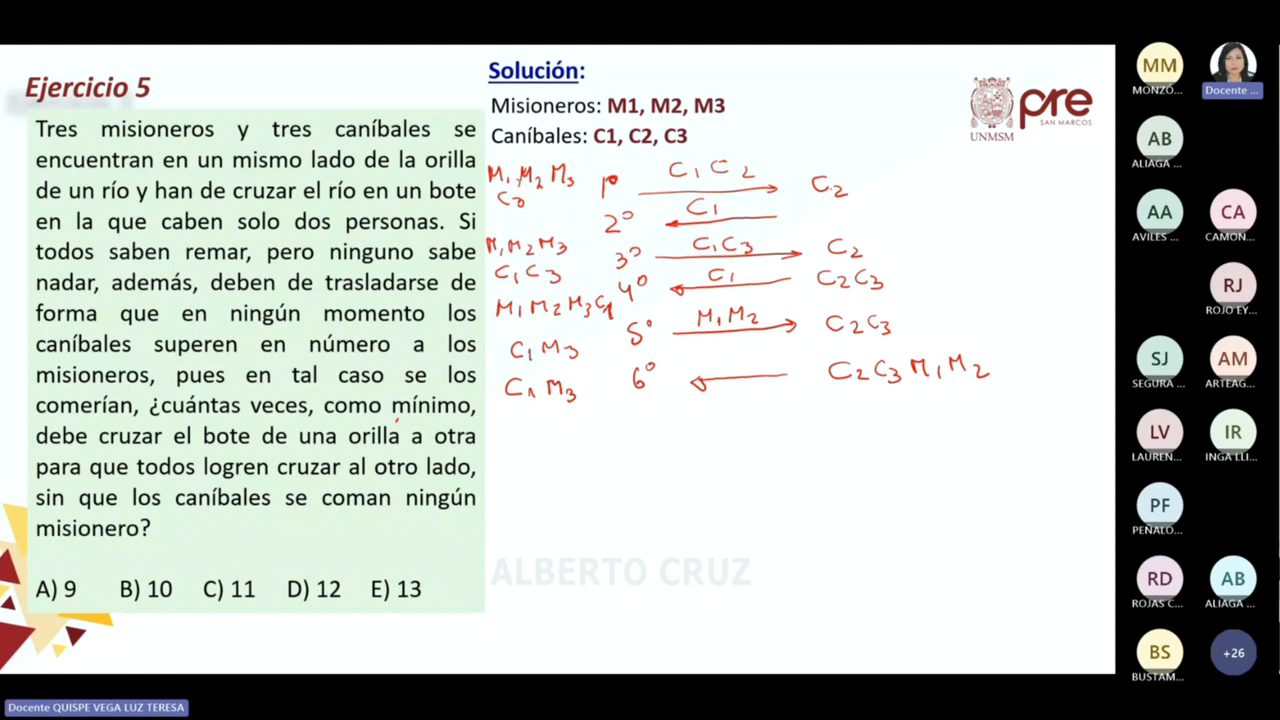 Ejercicio 5
Tres misioneros y tres caníbales se
encuentran en un mismo lado de la orilla
de un río y han de cruzar el río en un bote
en la que caben solo dos personas. Si
todos saben remar, pero ninguno sabe
nadar, además, deben de trasladarse de
forma que en ningún momento los
caníbales superen en número a los
misioneros, pues en tal caso se los
comerían, ¿cuántas veces, como mínimo,
debe cruzar el bote de una orilla a otra
para que todos logren cruzar al otro lado,
sin que los caníbales se coman ningún
misionero?
A) 9 B) 10 C) 11 D) 12 E) 13
Solución:
Misioneros: M1, M2, M3
Caníbales: C1, C2, C3
M1 M2 M3 1º C1 C2 C2
C3
2º C1
M1 M2 M3 3º C1 C3 C2
C1 C3
4º C1 C2 C3
M1 M2 M3 C1
5º M1 M2 C2 C3
C1 M3
C1 M3 6º C2 C3 M1 M2
UNMSM
pre
SAN MARCOS
ALBERTO CRUZ
MM
MONZO...
Docente ...
AB
ALIAGA ...
AA
AVILES ...
CA
CAMON...
RJ
ROJO EY...
SJ
SEGURA ...
AM
ARTEAG...
LV
LAUREN...
IR
INGA LLI...
PF
PEÑALO...
RD
ROJAS C...
AB
ALIAGA ...
BS
BUSTAM...
+26
Docente QUISPE VEGA LUZ TERESA